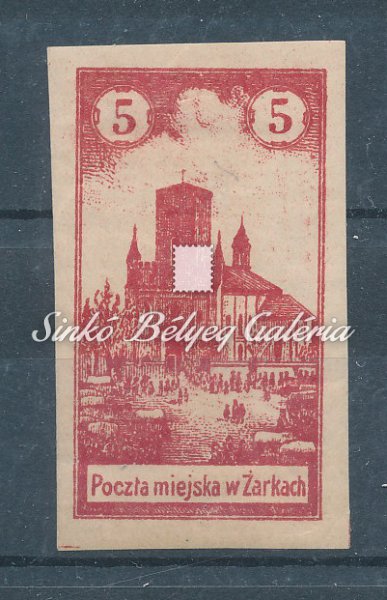 5 5
Sinkó Bélyeg Galéria
Poczta miejska w Żarkach